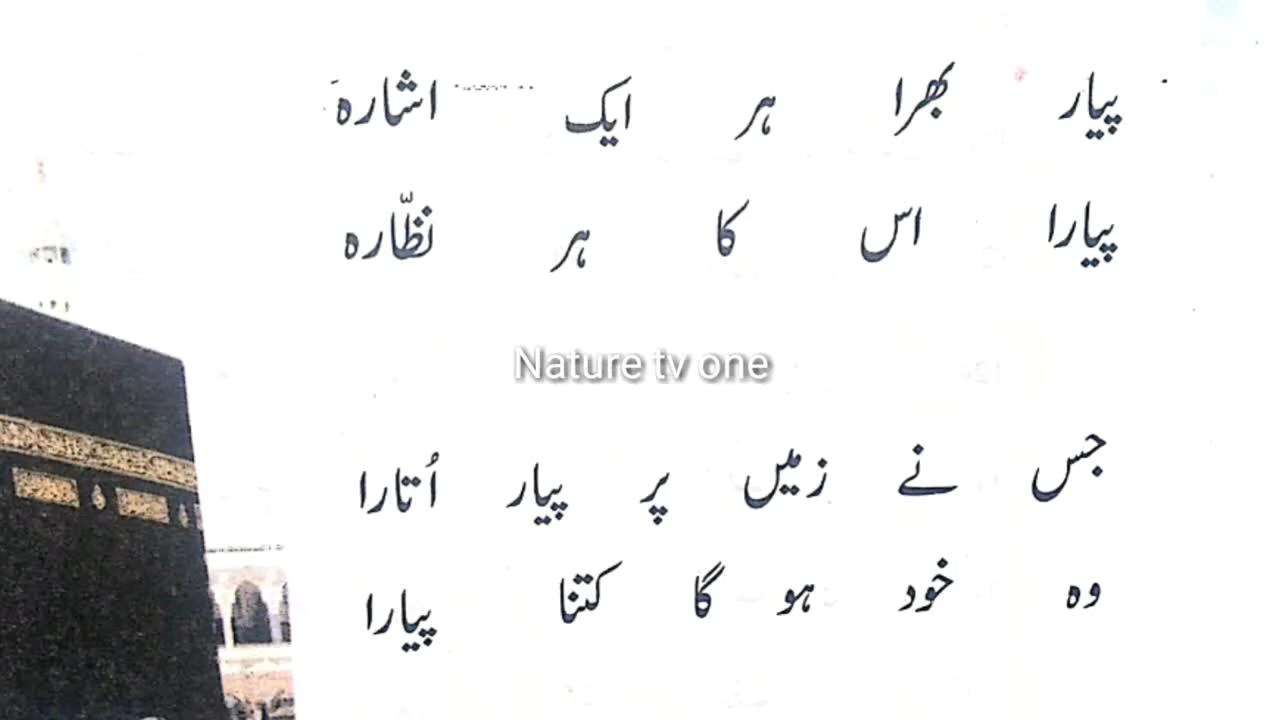 پیار بھرا ہر ایک اشارہ
پیارا اس کا ہر نظّارہ
Nature tv one
جس نے زمیں پر پیار اُتارا
وہ خود ہو گا کتنا پیارا